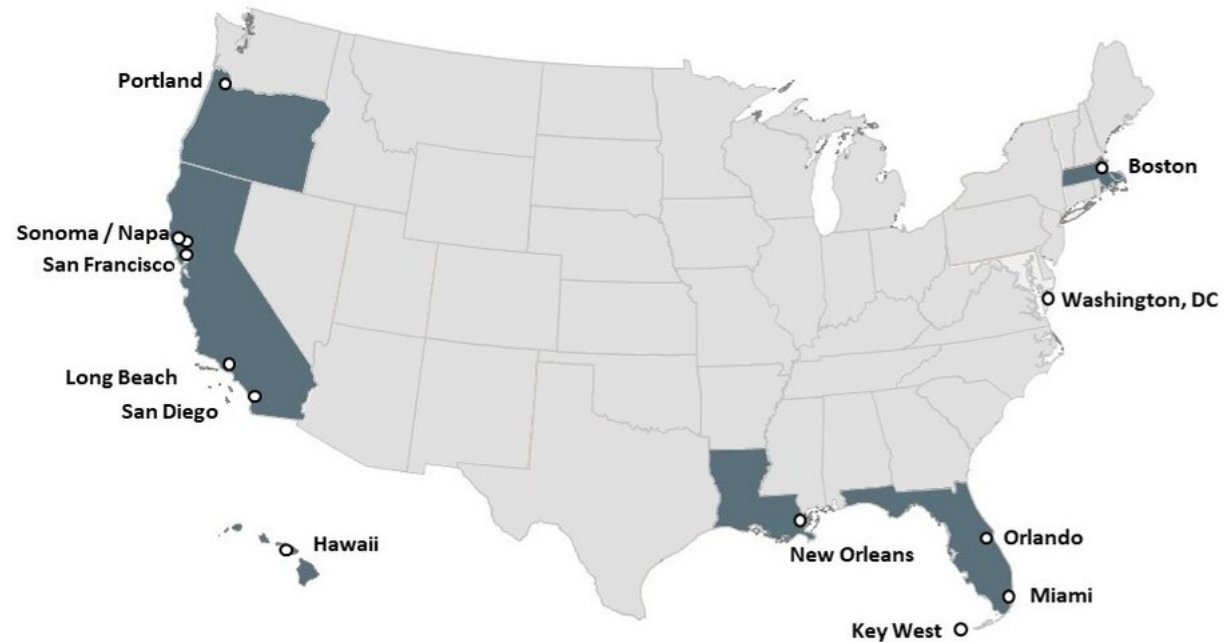 Portland
Boston
Sonoma / Napa
San Francisco
Washington, DC
Long Beach
San Diego
Hawaii
New Orleans
Orlando
Miami
Key West